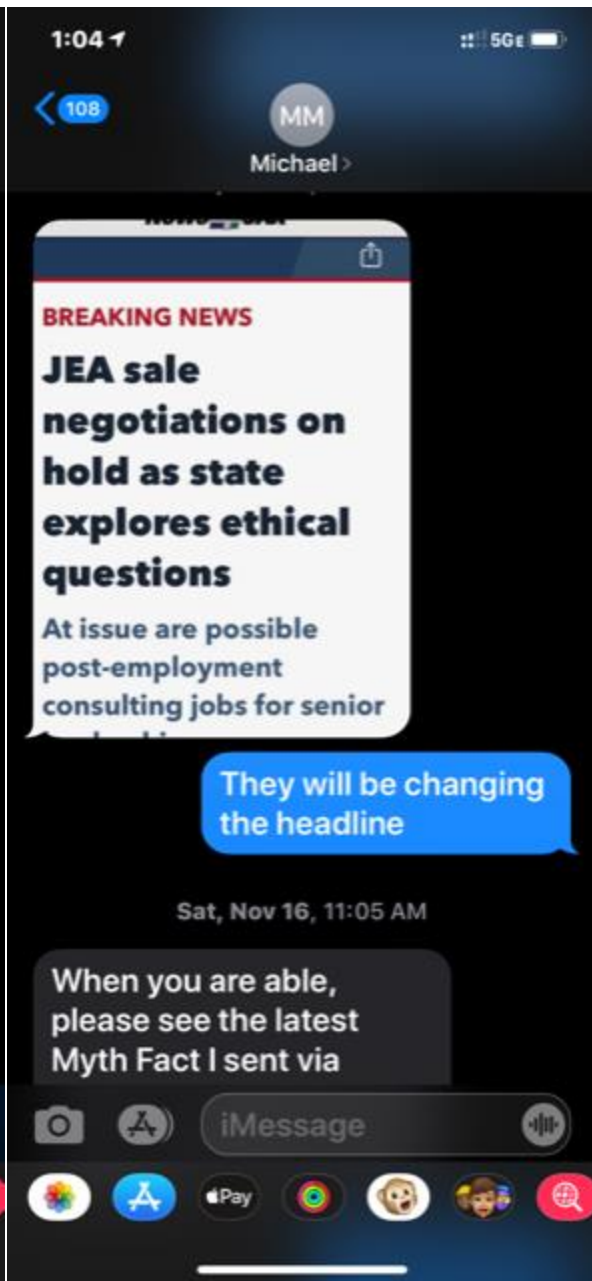 1:04
5GE
108
MM
Michael
BREAKING NEWS
JEA sale
negotiations on
hold as state
explores ethical
questions
At issue are possible
post-employment
consulting jobs for senior
They will be changing
the headline
Sat, Nov 16, 11:05 AM
When you are able,
please see the latest
Myth Fact I sent via
iMessage
Pay